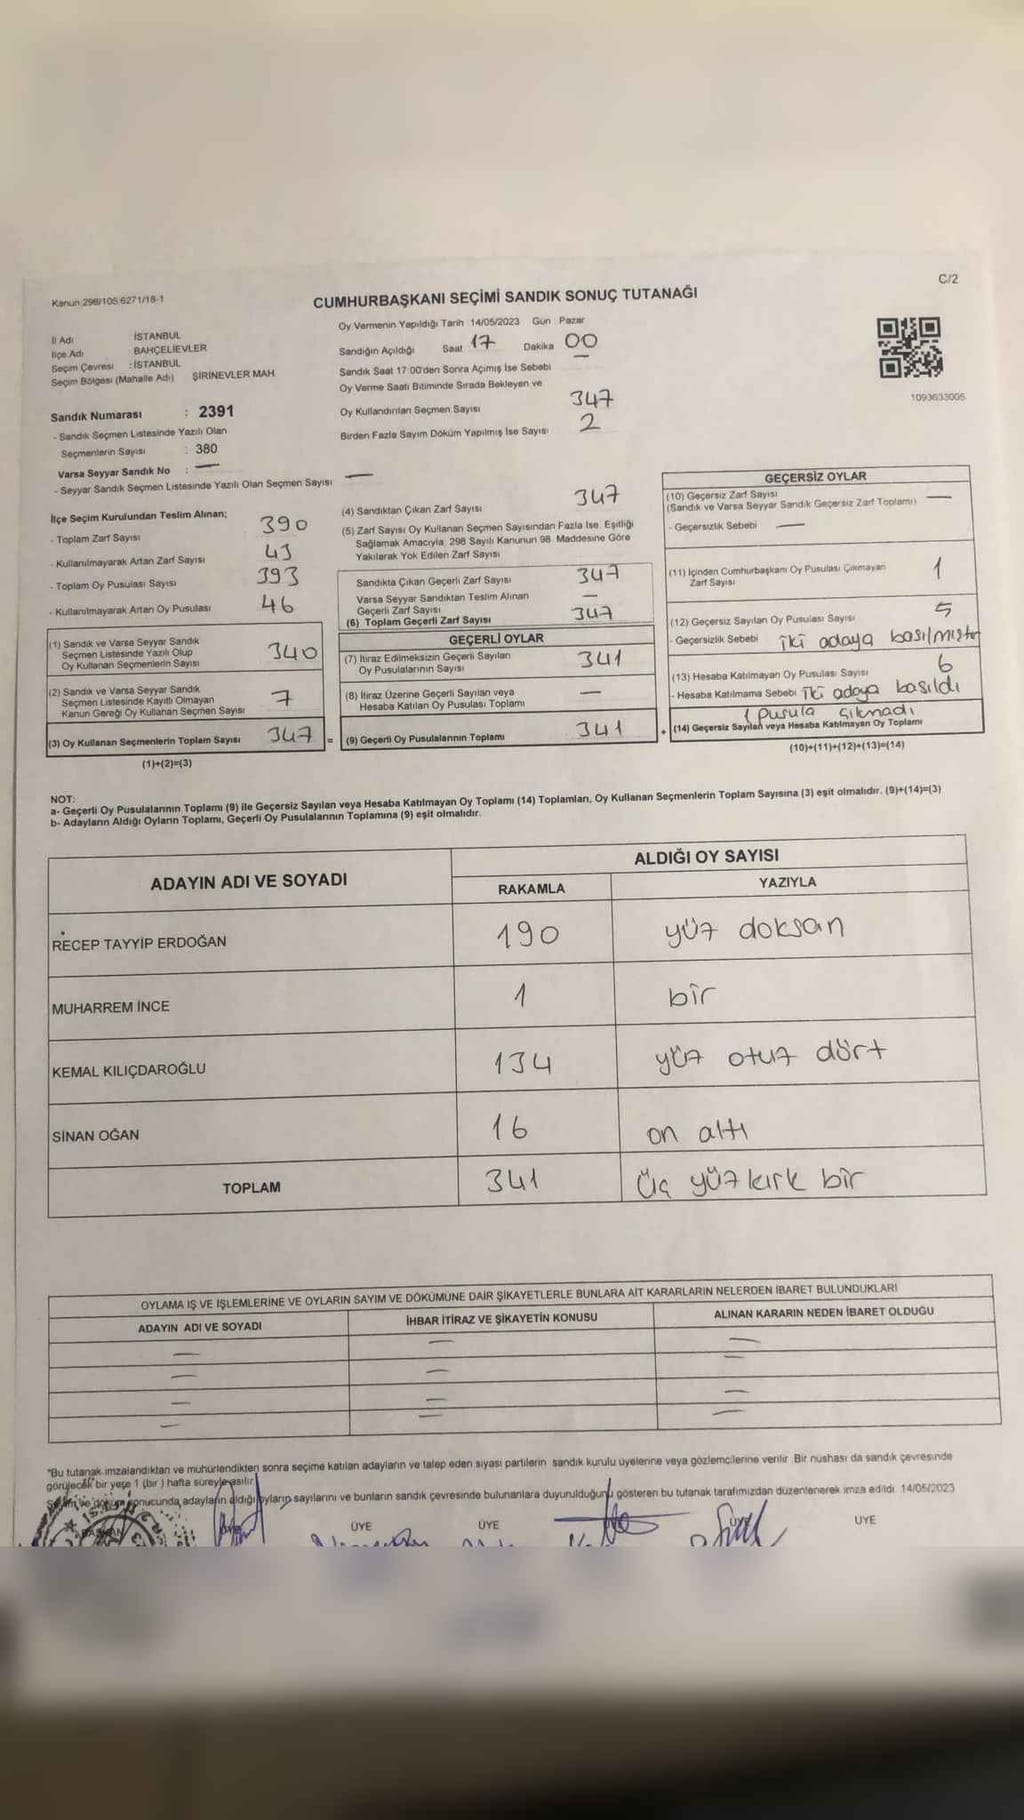 C/2
Kanun:298/105,6271/18-1
CUMHURBAŞKANI SEÇİMİ SANDIK SONUÇ TUTANAĞI
İl Adı İSTANBUL
İlçe Adı BAHÇELİEVLER
Seçim Çevresi : İSTANBUL
Seçim Bölgesi (Mahalle Adı) ŞİRİNEVLER MAH.
Sandık Numarası : 2391
- Sandık Seçmen Listesinde Yazılı Olan
Seçmenlerin Sayısı : 380
Varsa Seyyar Sandık No : —
- Seyyar Sandık Seçmen Listesinde Yazılı Olan Seçmen Sayısı —
Oy Vermenin Yapıldığı Tarih 14/05/2023 Gün Pazar
Sandığın Açıldığı Saat 17 Dakika 00
Sandık Saat 17:00'den Sonra Açımış İse Sebebi —
Oy Verme Saati Bitiminde Sırada Bekleyen ve
Oy Kullandırılan Seçmen Sayısı 347
Birden Fazla Sayım Döküm Yapılmış İse Sayısı 2
1093633005
İlçe Seçim Kurulundan Teslim Alınan;
- Toplam Zarf Sayısı 390
- Kullanılmayarak Artan Zarf Sayısı 43
- Toplam Oy Pusulası Sayısı 393
- Kullanılmayarak Artan Oy Pusulası 46
(1) Sandık ve Varsa Seyyar Sandık
Seçmen Listesinde Yazılı Olup
Oy Kullanan Seçmenlerin Sayısı 340
(2) Sandık ve Varsa Seyyar Sandık
Seçmen Listesinde Kayıtlı Olmayan
Kanun Gereği Oy Kullanan Seçmen Sayısı 7
(3) Oy Kullanan Seçmenlerin Toplam Sayısı 347 =
(1)+(2)=(3)
(4) Sandıktan Çıkan Zarf Sayısı 347
(5) Zarf Sayısı Oy Kullanan Seçmen Sayısından Fazla İse, Eşitliği
Sağlamak Amacıyla, 298 Sayılı Kanunun 98. Maddesine Göre
Yakılarak Yok Edilen Zarf Sayısı
Sandıkta Çıkan Geçerli Zarf Sayısı 347
Varsa Seyyar Sandıktan Teslim Alınan
Geçerli Zarf Sayısı —
(6) Toplam Geçerli Zarf Sayısı 347
GEÇERLİ OYLAR
(7) İtiraz Edilmeksizin Geçerli Sayılan
Oy Pusulalarının Sayısı 341
(8) İtiraz Üzerine Geçerli Sayılan veya
Hesaba Katılan Oy Pusulası Toplamı —
(9) Geçerli Oy Pusulalarının Toplamı 341 +
GEÇERSİZ OYLAR
(10) Geçersiz Zarf Sayısı —
(Sandık ve Varsa Seyyar Sandık Geçersiz Zarf Toplamı)
- Geçersizlik Sebebi —
(11) İçinden Cumhurbaşkanı Oy Pusulası Çıkmayan
Zarf Sayısı 1
(12) Geçersiz Sayılan Oy Pusulası Sayısı 5
- Geçersizlik Sebebi iki adaya basılmıştır
(13) Hesaba Katılmayan Oy Pusulası Sayısı 6
- Hesaba Katılmama Sebebi iki adaya basıldı
1 pusula çıkmadı
(14) Geçersiz Sayılan veya Hesaba Katılmayan Oy Toplamı
(10)+(11)+(12)+(13)=(14)
NOT:
a- Geçerli Oy Pusulalarının Toplamı (9) ile Geçersiz Sayılan veya Hesaba Katılmayan Oy Toplamı (14) Toplamları, Oy Kullanan Seçmenlerin Toplam Sayısına (3) eşit olmalıdır. (9)+(14)=(3)
b- Adayların Aldığı Oyların Toplamı, Geçerli Oy Pusulalarının Toplamına (9) eşit olmalıdır.
ADAYIN ADI VE SOYADI ALDIĞI OY SAYISI
RAKAMLA YAZIYLA
RECEP TAYYİP ERDOĞAN 190 yüz doksan
MUHARREM İNCE 1 bir
KEMAL KILIÇDAROĞLU 134 yüz otuz dört
SİNAN OĞAN 16 on altı
TOPLAM 341 Üç yüz kırk bir
OYLAMA İŞ VE İŞLEMLERİNE VE OYLARIN SAYIM VE DÖKÜMÜNE DAİR ŞİKAYETLERLE BUNLARA AİT KARARLARIN NELERDEN İBARET BULUNDUKLARI
ADAYIN ADI VE SOYADI İHBAR İTİRAZ VE ŞİKAYETİN KONUSU ALINAN KARARIN NEDEN İBARET OLDUĞU
*Bu tutanak imzalandıktan ve mühürlendikten sonra seçime katılan adayların ve talep eden siyasi partilerin sandık kurulu üyelerine veya gözlemcilerine verilir. Bir nüshası da sandık çevresinde
görülecek bir yere 1 (bir ) hafta süreyle asılır.
Sayım ve döküm sonucunda adayların aldığı oyların sayılarını ve bunların sandık çevresinde bulunanlara duyurulduğunu gösteren bu tutanak tarafımızdan düzenlenerek imza edildi. 14/05/2023
BAŞKAN ÜYE ÜYE ÜYE ÜYE